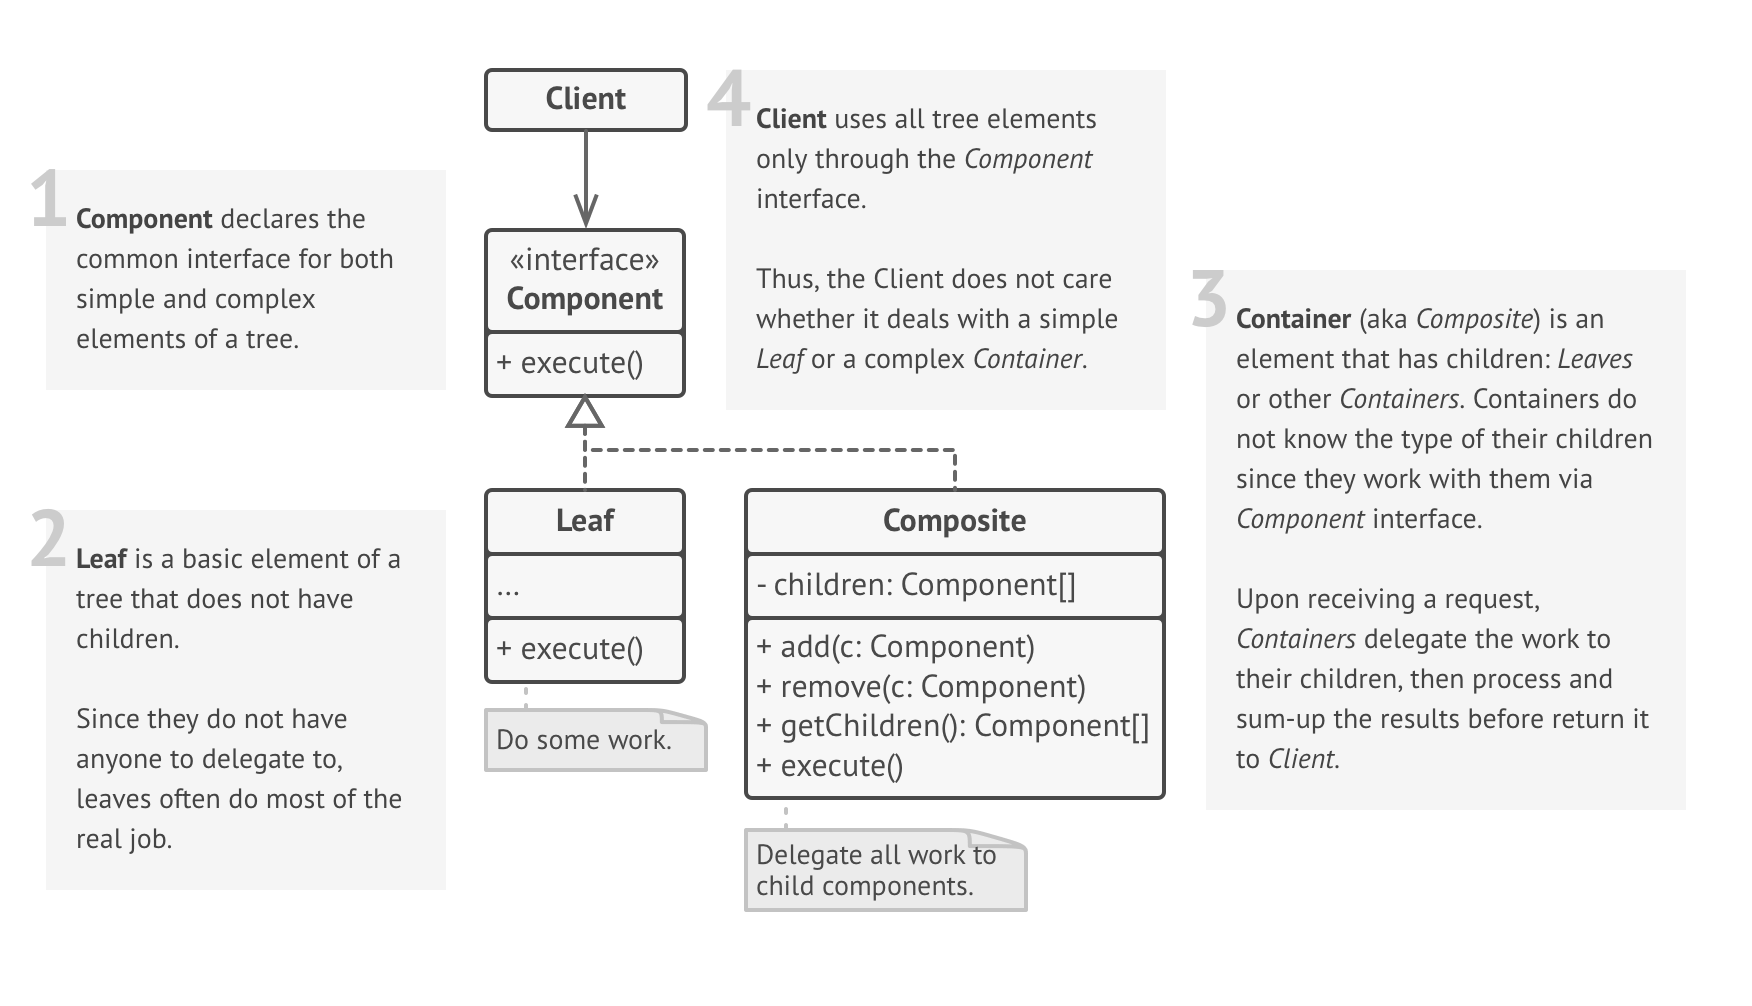 Client
4
Client uses all tree elements
only through the Component
interface.
Thus, the Client does not care
whether it deals with a simple
Leaf or a complex Container.
1
Component declares the
common interface for both
simple and complex
elements of a tree.
«interface»
Component
+ execute()
3
Container (aka Composite) is an
element that has children: Leaves
or other Containers. Containers do
not know the type of their children
since they work with them via
Component interface.
Upon receiving a request,
Containers delegate the work to
their children, then process and
sum-up the results before return it
to Client.
2
Leaf is a basic element of a
tree that does not have
children.
Since they do not have
anyone to delegate to,
leaves often do most of the
real job.
Leaf
...
+ execute()
Do some work.
Composite
- children: Component[]
+ add(c: Component)
+ remove(c: Component)
+ getChildren(): Component[]
+ execute()
Delegate all work to
child components.